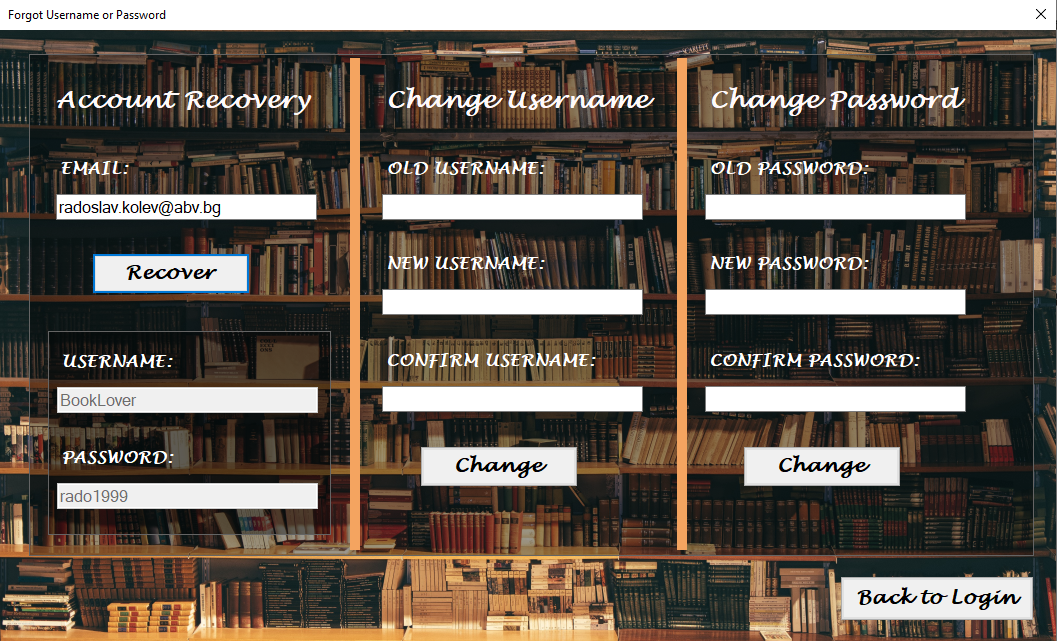 Forgot Username or Password
Account Recovery
EMAIL:
radoslav.kolev@abv.bg
Recover
USERNAME:
BookLover
PASSWORD:
rado1999
Change Username
OLD USERNAME:
NEW USERNAME:
CONFIRM USERNAME:
Change
Change Password
OLD PASSWORD:
NEW PASSWORD:
CONFIRM PASSWORD:
Change
Back to Login
SCARLETT